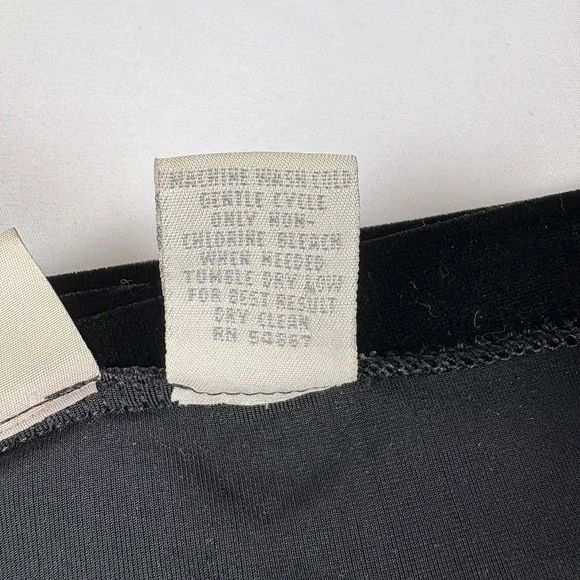 MACHINE WASH COLD
GENTLE CYCLE
ONLY NON-
CHLORINE BLEACH
WHEN NEEDED
TUMBLE DRY LOW
FOR BEST RESULT
DRY CLEAN
RN